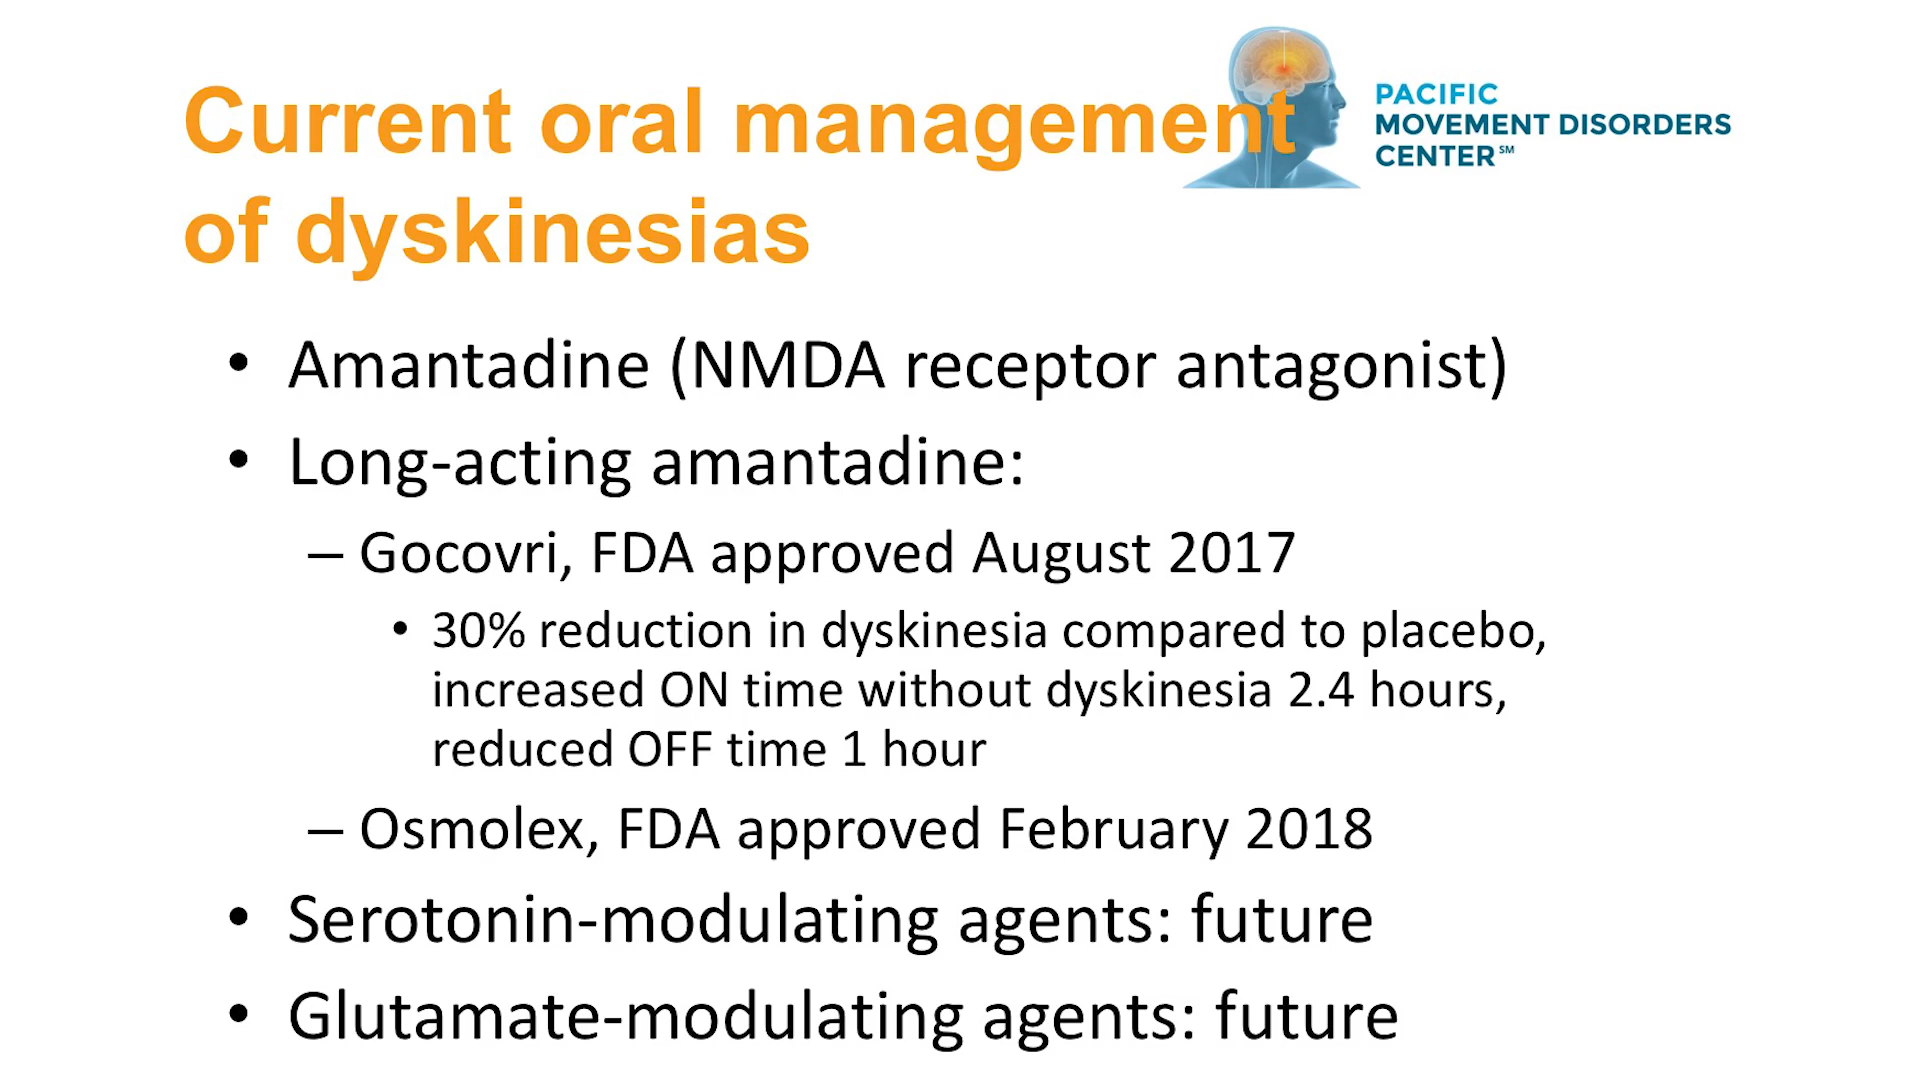 Current oral management
of dyskinesias
PACIFIC
MOVEMENT DISORDERS
CENTER℠
• Amantadine (NMDA receptor antagonist)
• Long-acting amantadine:
– Gocovri, FDA approved August 2017
• 30% reduction in dyskinesia compared to placebo,
increased ON time without dyskinesia 2.4 hours,
reduced OFF time 1 hour
– Osmolex, FDA approved February 2018
• Serotonin-modulating agents: future
• Glutamate-modulating agents: future